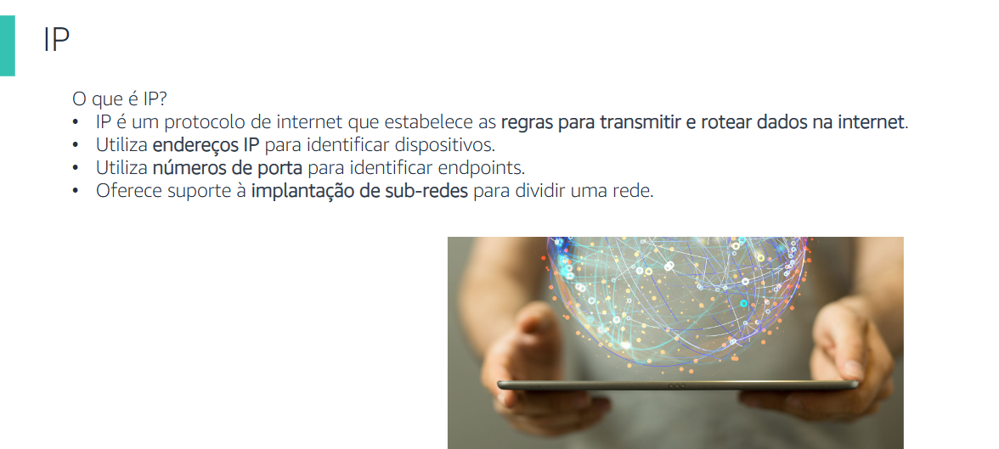 IP
O que é IP?
• IP é um protocolo de internet que estabelece as regras para transmitir e rotear dados na internet.
• Utiliza endereços IP para identificar dispositivos.
• Utiliza números de porta para identificar endpoints.
• Oferece suporte à implantação de sub-redes para dividir uma rede.